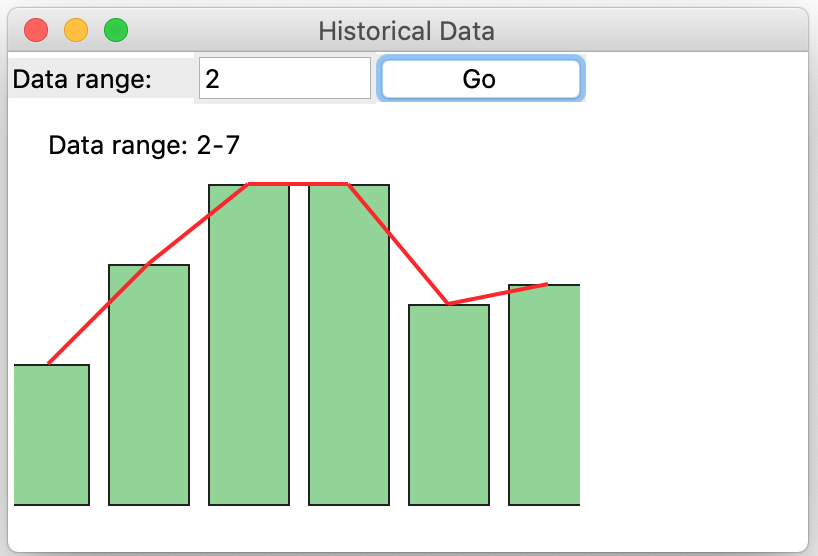 Historical Data
Data range: 2 Go
Data range: 2-7